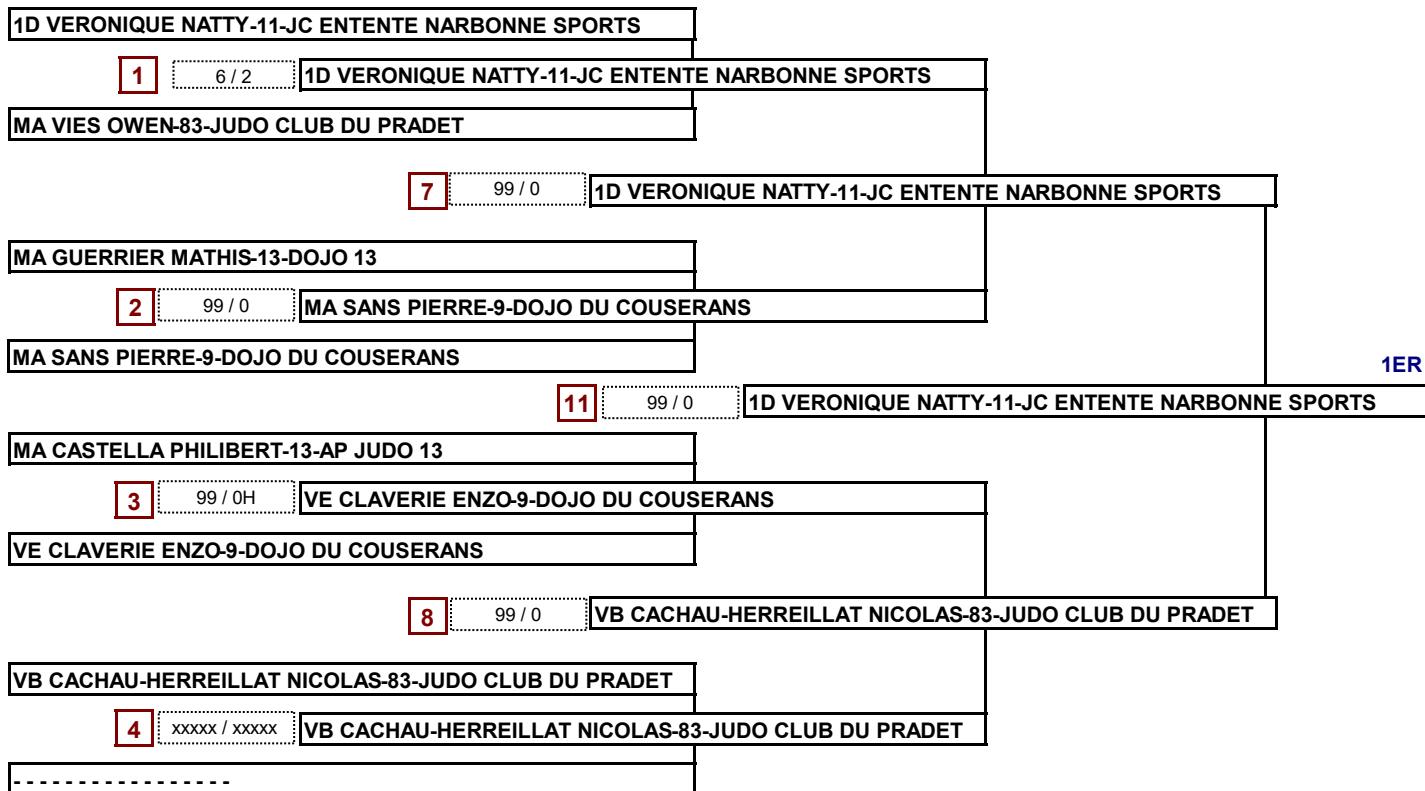 1D VERONIQUE NATTY-11-JC ENTENTE NARBONNE SPORTS
1 6 / 2 1D VERONIQUE NATTY-11-JC ENTENTE NARBONNE SPORTS
MA VIES OWEN-83-JUDO CLUB DU PRADET
7 99 / 0 1D VERONIQUE NATTY-11-JC ENTENTE NARBONNE SPORTS
MA GUERRIER MATHIS-13-DOJO 13
2 99 / 0 MA SANS PIERRE-9-DOJO DU COUSERANS
MA SANS PIERRE-9-DOJO DU COUSERANS
1ER
11 99 / 0 1D VERONIQUE NATTY-11-JC ENTENTE NARBONNE SPORTS
MA CASTELLA PHILIBERT-13-AP JUDO 13
3 99 / 0H VE CLAVERIE ENZO-9-DOJO DU COUSERANS
VE CLAVERIE ENZO-9-DOJO DU COUSERANS
8 99 / 0 VB CACHAU-HERREILLAT NICOLAS-83-JUDO CLUB DU PRADET
VB CACHAU-HERREILLAT NICOLAS-83-JUDO CLUB DU PRADET
4 xxxxx / xxxxx VB CACHAU-HERREILLAT NICOLAS-83-JUDO CLUB DU PRADET
- - - - - - - - - - - - - - - - -